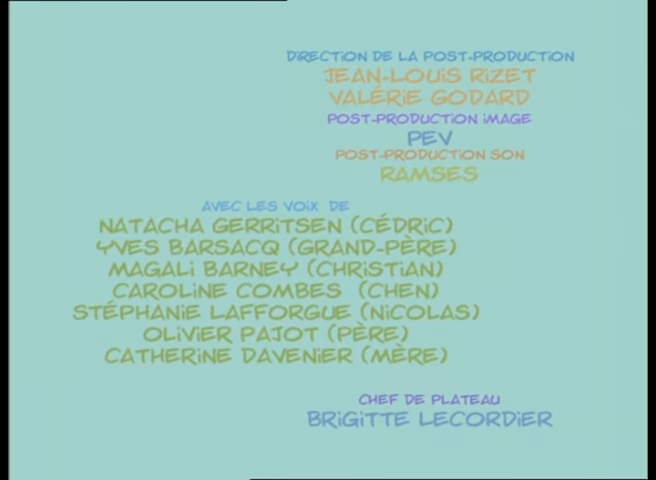 DIRECTION DE LA POST-PRODUCTION
JEAN-LOUIS RIZET
VALÉRIE GODARD
POST-PRODUCTION IMAGE
PEV
POST-PRODUCTION SON
RAMSES
AVEC LES VOIX DE
NATACHA GERRITSEN (CÉDRIC)
YVES BARSACQ (GRAND-PÈRE)
MAGALI BARNEY (CHRISTIAN)
CAROLINE COMBES (CHEN)
STÉPHANIE LAFFORGUE (NICOLAS)
OLIVIER PAJOT (PÈRE)
CATHERINE DAVENIER (MÈRE)
CHEF DE PLATEAU
BRIGITTE LECORDIER